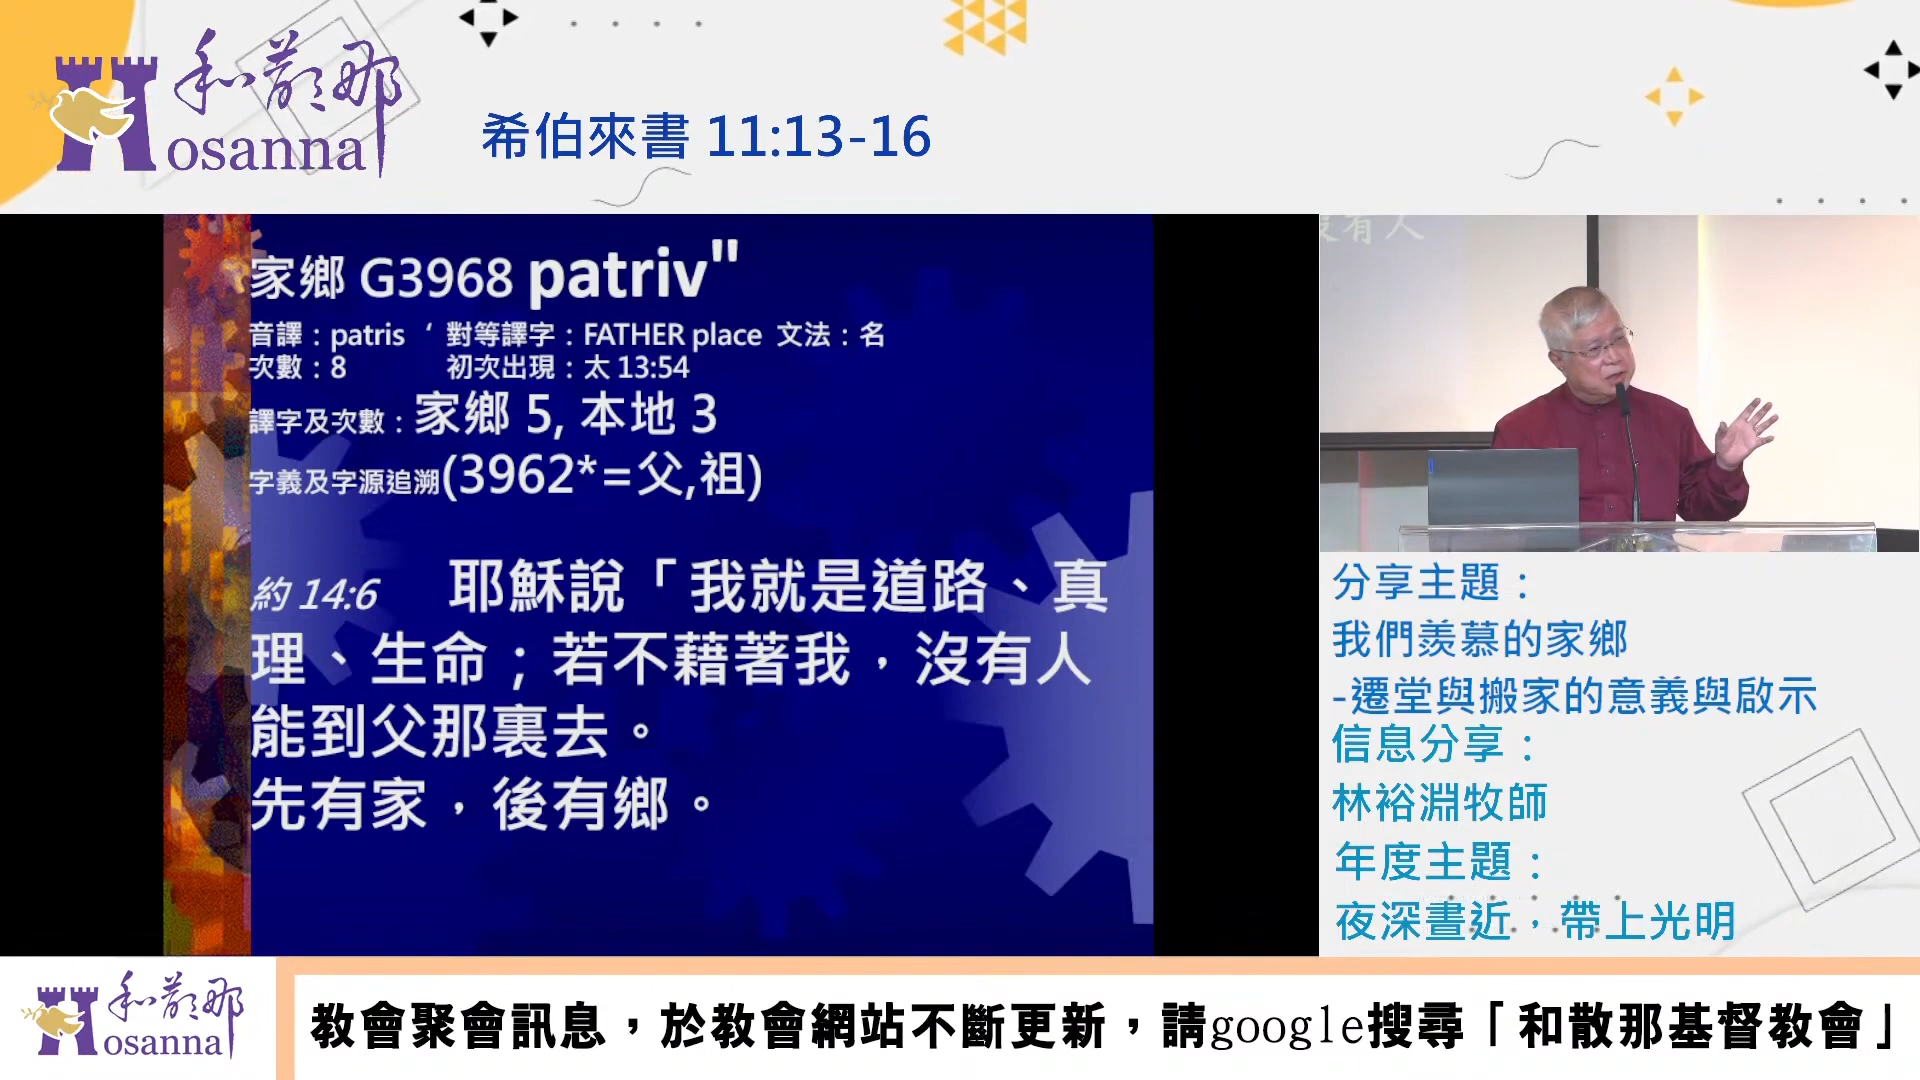 和散那
Hosanna
希伯來書 11:13-16
家鄉 G3968 patriv"
音譯：patris ‘ 對等譯字：FATHER place 文法：名
次數：8 初次出現：太 13:54
譯字及次數：家鄉 5, 本地 3
字義及字源追溯(3962*=父,祖)
約 14:6 耶穌說「我就是道路、真
理、生命；若不藉著我，沒有人
能到父那裏去。
先有家，後有鄉。
有人
分享主題：
我們羨慕的家鄉
-遷堂與搬家的意義與啟示
信息分享：
林裕淵牧師
年度主題：
夜深晝近，帶上光明
和散那
Hosanna
教會聚會訊息，於教會網站不斷更新，請google搜尋「和散那基督教會」